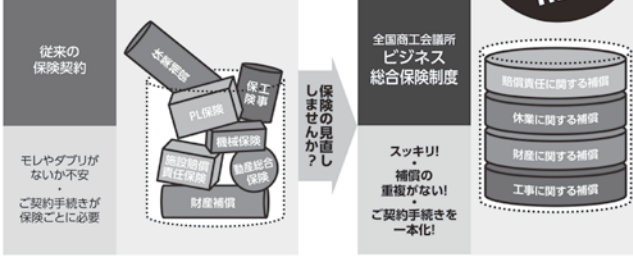 従来の
保険契約
モレやダブりが
ないか不安
・
ご契約手続きが
保険ごとに必要
工事
保険
PL保険
機械保険
施設賠償
責任保険
動産総合
保険
財産補償
保険の見直し
しませんか？
全国商工会議所
ビジネス
総合保険制度
スッキリ!
・
補償の
重複がない!
・
ご契約手続きを
一本化!
賠償責任に関する補償
休業に関する補償
財産に関する補償
工事に関する補償